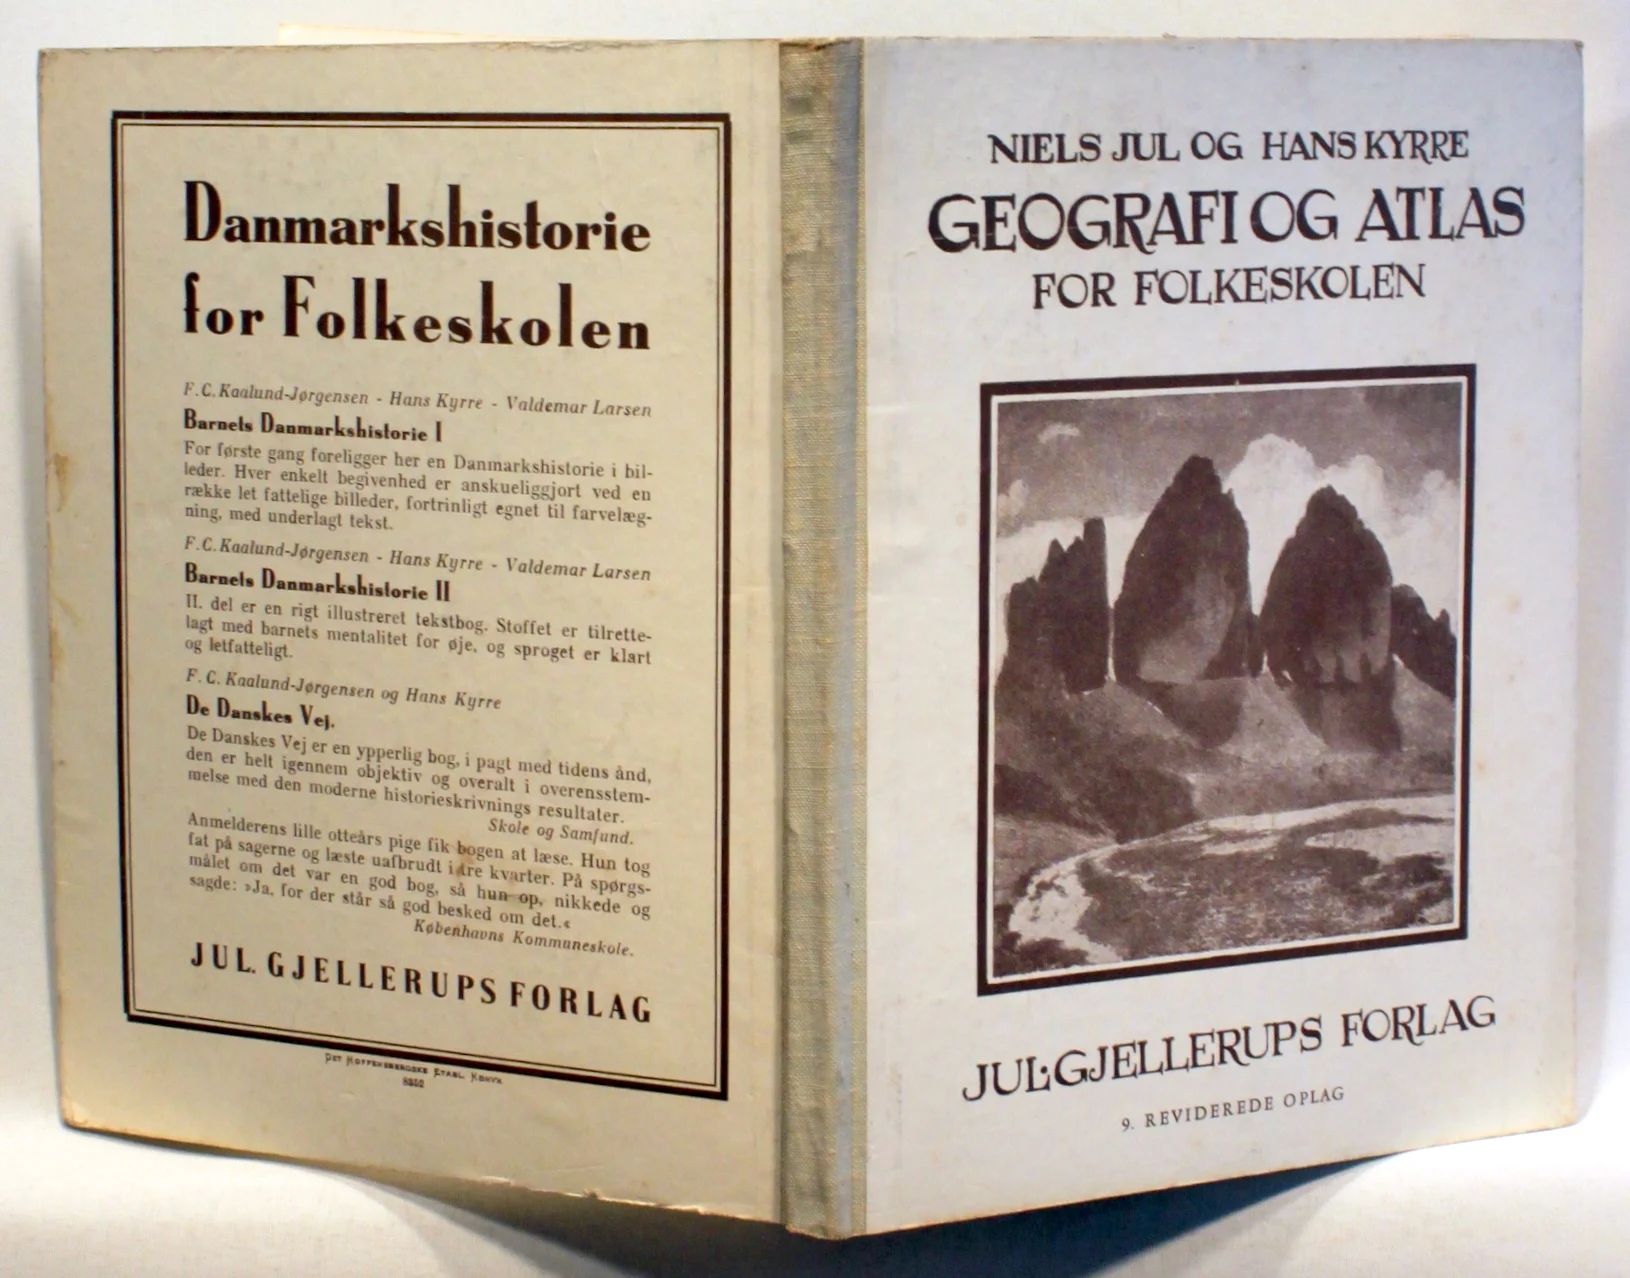 Danmarkshistorie
for Folkeskolen
F. C. Kaalund-Jørgensen - Hans Kyrre - Valdemar Larsen
Barnets Danmarkshistorie I
For første gang foreligger her en Danmarkshistorie i bil-
leder. Hver enkelt begivenhed er anskueliggjort ved en
række let fattelige billeder, fortrinligt egnet til farvelæg-
ning, med underlagt tekst.
F. C. Kaalund-Jørgensen - Hans Kyrre - Valdemar Larsen
Barnets Danmarkshistorie II
II. del er en rigt illustreret tekstbog. Stoffet er tilrette-
lagt med barnets mentalitet for øje, og sproget er klart
og letfatteligt.
F. C. Kaalund-Jørgensen og Hans Kyrre
De Danskes Vej.
De Danskes Vej er en ypperlig bog, i pagt med tidens ånd,
den er helt igennem objektiv og overalt i overensstem-
melse med den moderne historieskrivnings resultater.
Skole og Samfund.
Anmelderens lille otteårs pige fik bogen at læse. Hun tog
fat på sagerne og læste uafbrudt i tre kvarter. På spørgs-
målet om det var en god bog, så hun op, nikkede og
sagde: »Ja, for der står så god besked om det.«
Københavns Kommuneskole.
JUL. GJELLERUPS FORLAG
DET HOFFENSBERGSKE ETABL. KBHVN
8352
NIELS JUL OG HANS KYRRE
GEOGRAFI OG ATLAS
FOR FOLKESKOLEN
JUL·GJELLERUPS FORLAG
9. REVIDEREDE OPLAG